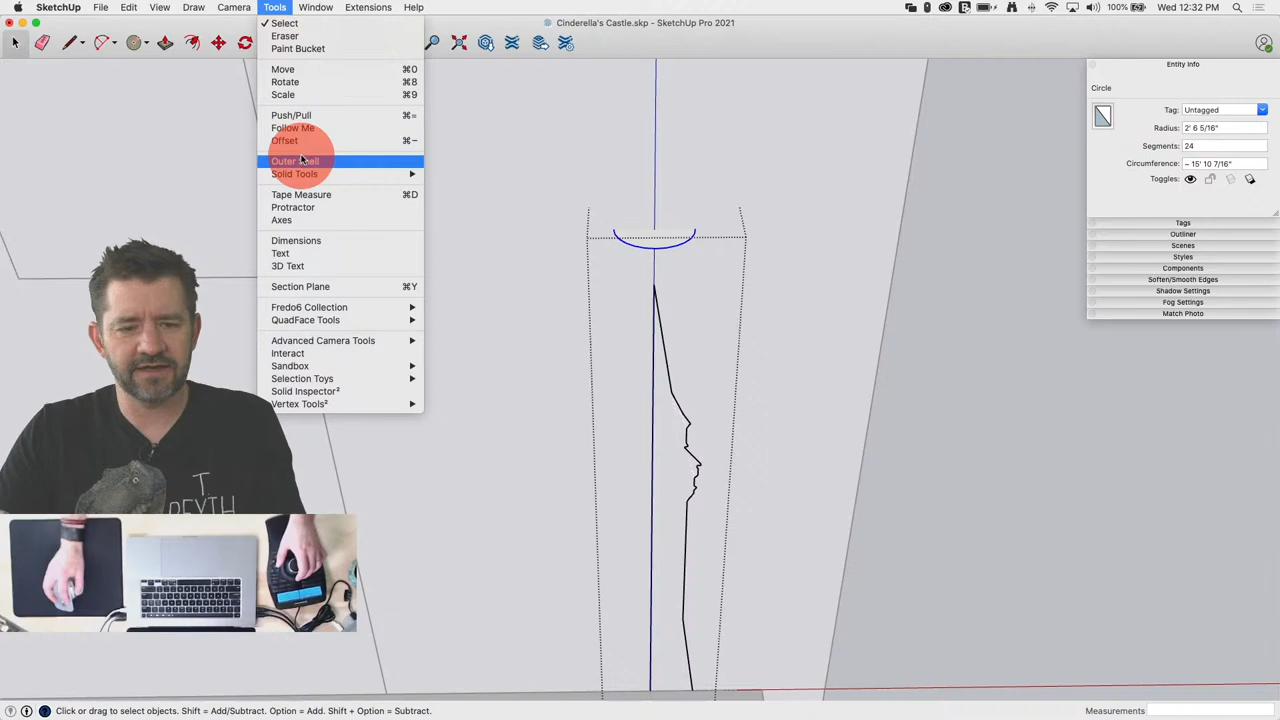 SketchUp File Edit View Draw Camera Tools Window Extensions Help 100% Wed 12:32 PM
Cinderella's Castle.skp - SketchUp Pro 2021
✓ Select
Eraser
Paint Bucket
Move ⌘0
Rotate ⌘8
Scale ⌘9
Push/Pull ⌘=
Follow Me
Offset ⌘−
Outer Shell
Solid Tools
Tape Measure ⌘D
Protractor
Axes
Dimensions
Text
3D Text
Section Plane ⌘Y
Fredo6 Collection
QuadFace Tools
Advanced Camera Tools
Interact
Sandbox
Selection Toys
Solid Inspector²
Vertex Tools²
Entity Info
Circle
Tag: Untagged
Radius: 2' 6 5/16"
Segments: 24
Circumference: ~ 15' 10 7/16"
Toggles:
Tags
Outliner
Scenes
Styles
Components
Soften/Smooth Edges
Shadow Settings
Fog Settings
Match Photo
Click or drag to select objects. Shift = Add/Subtract. Option = Add. Shift + Option = Subtract.
Measurements